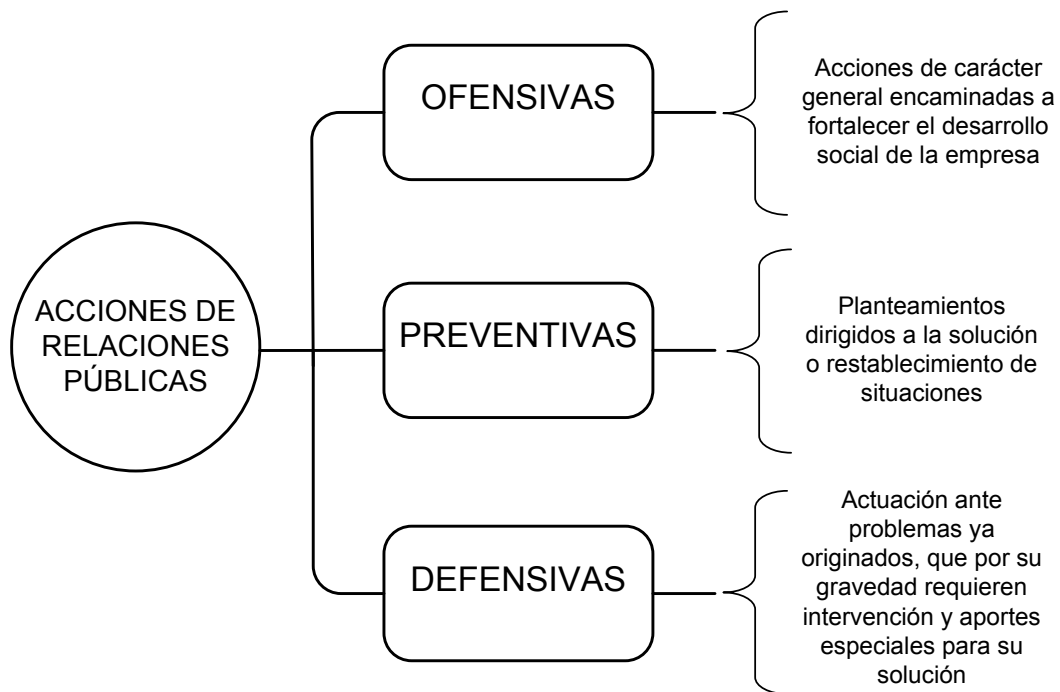 ACCIONES DE
RELACIONES
PÚBLICAS
OFENSIVAS
Acciones de carácter
general encaminadas a
fortalecer el desarrollo
social de la empresa
PREVENTIVAS
Planteamientos
dirigidos a la solución
o restablecimiento de
situaciones
DEFENSIVAS
Actuación ante
problemas ya
originados, que por su
gravedad requieren
intervención y aportes
especiales para su
solución